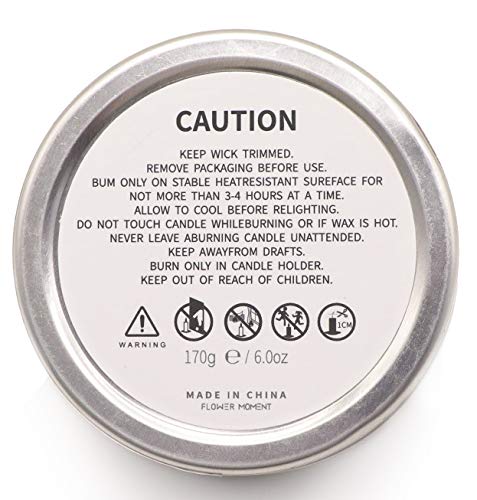 CAUTION
KEEP WICK TRIMMED.
REMOVE PACKAGING BEFORE USE.
BUM ONLY ON STABLE HEATRESISTANT SUREFACE FOR
NOT MORE THAN 3-4 HOURS AT A TIME.
ALLOW TO COOL BEFORE RELIGHTING.
DO NOT TOUCH CANDLE WHILEBURNING OR IF WAX IS HOT.
NEVER LEAVE ABURNING CANDLE UNATTENDED.
KEEP AWAYFROM DRAFTS.
BURN ONLY IN CANDLE HOLDER.
KEEP OUT OF REACH OF CHILDREN.
1CM
WARNING
170g ℮ / 6.0oz
MADE IN CHINA
FLOWER MOMENT